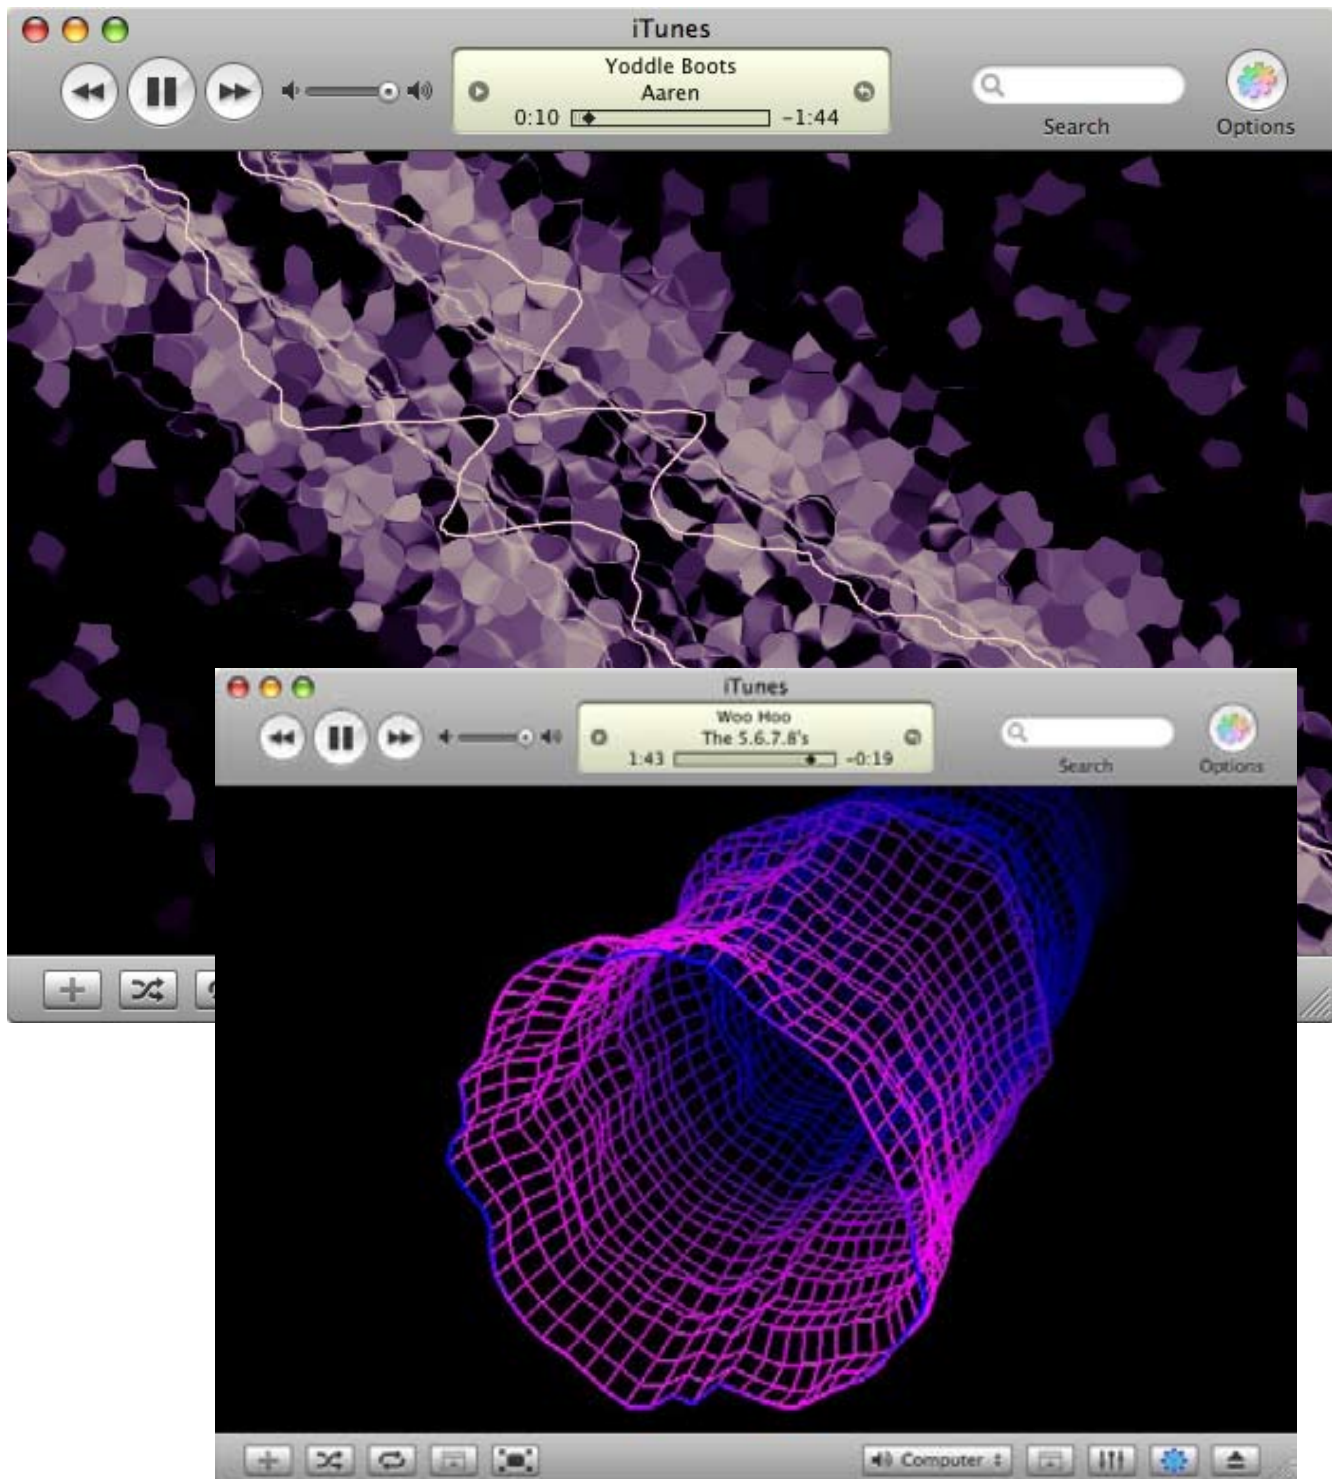 iTunes
Yoddle Boots
Aaren
0:10 -1:44
Search Options
iTunes
Woo Hoo
The 5.6.7.8's
1:43 -0:19
Search Options
Computer